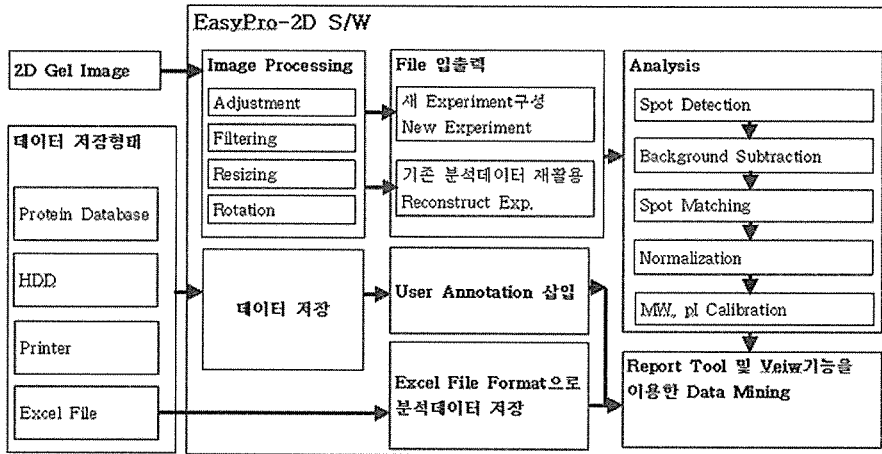 EasyPro-2D S/W
2D Gel Image
Image Processing
Adjustment
Filtering
Resizing
Rotation
File 입출력
새 Experiment구성
New Experiment
기존 분석데이터 재활용
Reconstruct Exp.
Analysis
Spot Detection
Background Subtraction
Spot Matching
Normalization
MW., pI Calibration
데이터 저장형태
Protein Database
HDD
Printer
Excel File
데이터 저장
User Annotation 삽입
Excel File Format으로
분석데이터 저장
Report Tool 및 Veiw기능을
이용한 Data Mining